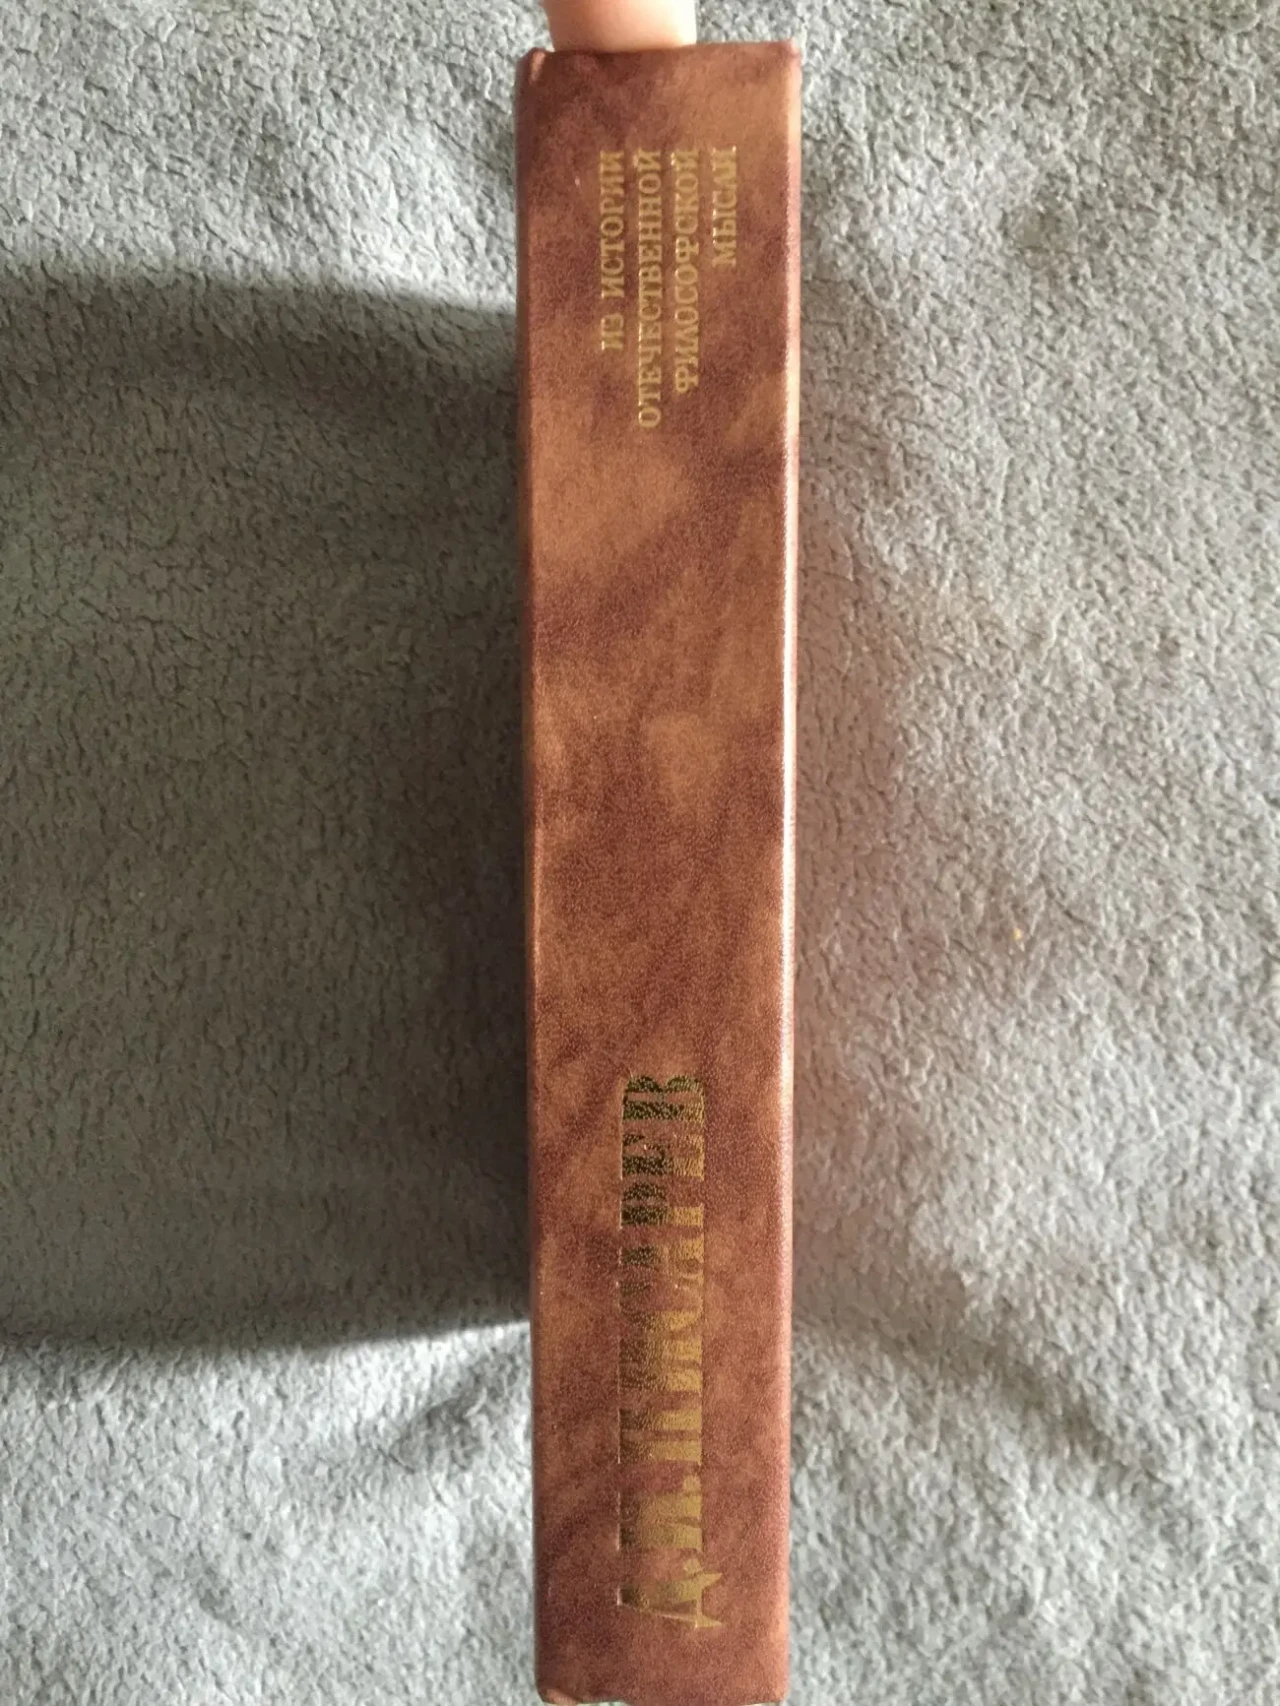 Д.И.ПИСАРЕВ
ИЗ ИСТОРИИ
ОТЕЧЕСТВЕННОЙ
ФИЛОСОФСКОЙ
МЫСЛИ